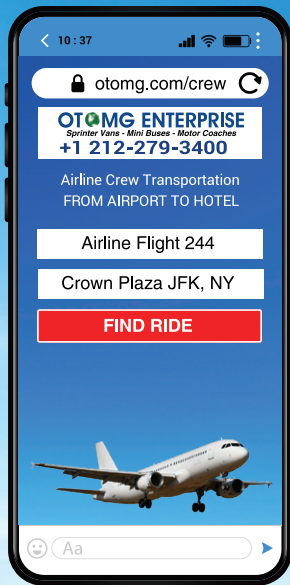 10:37
otomg.com/crew
OTOMG ENTERPRISE
Sprinter Vans - Mini Buses - Motor Coaches
+1 212-279-3400
Airline Crew Transportation
FROM AIRPORT TO HOTEL
Airline Flight 244
Crown Plaza JFK, NY
FIND RIDE
Aa